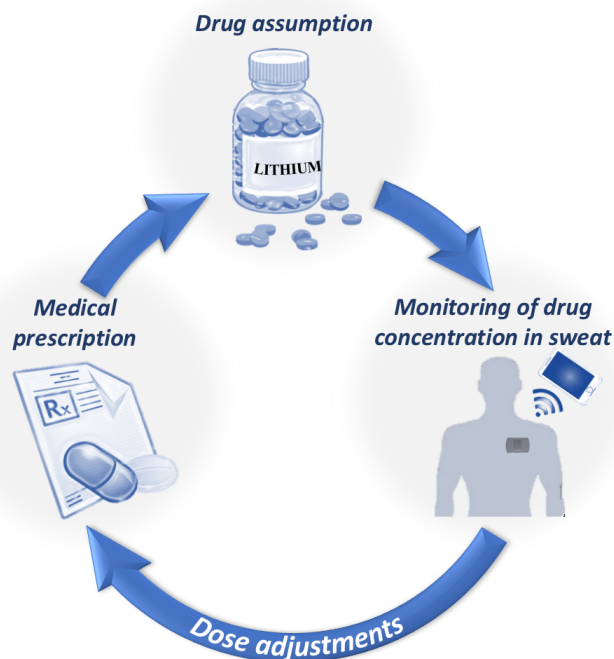 Drug assumption
LITHIUM
Medical
prescription
Rx
Monitoring of drug
concentration in sweat
Dose adjustments